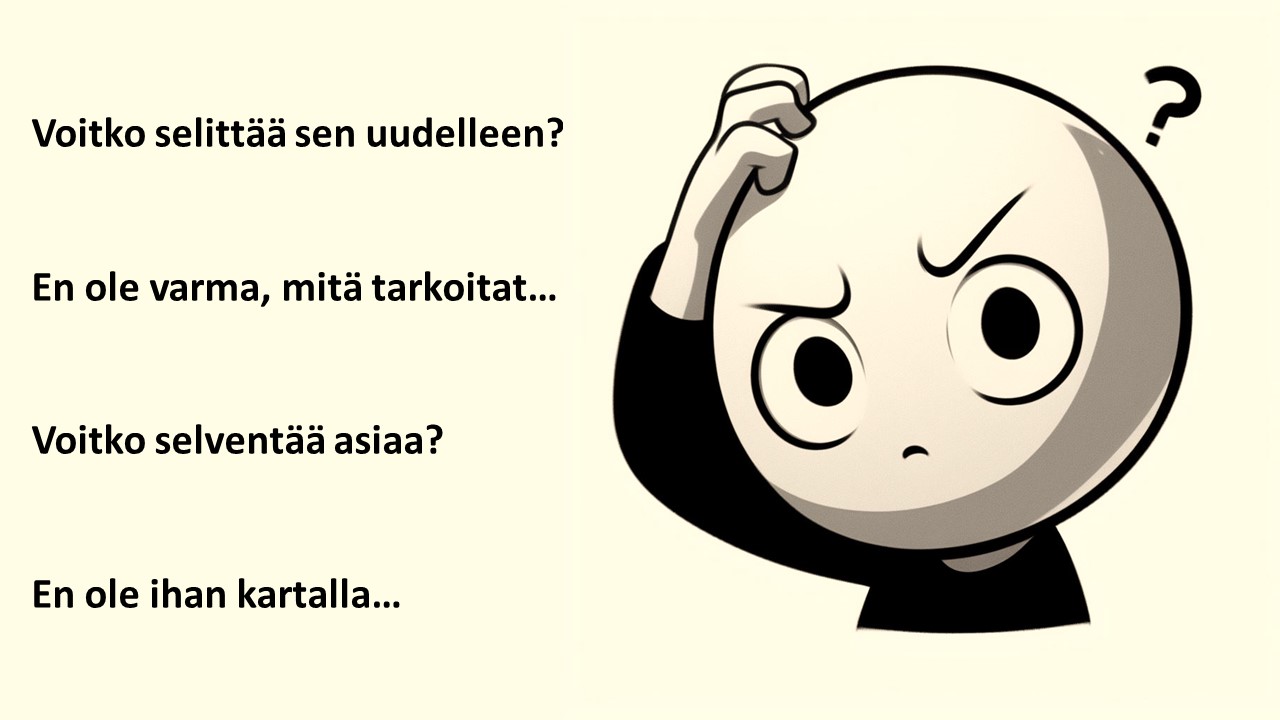 Voitko selittää sen uudelleen?
En ole varma, mitä tarkoitat...
Voitko selventää asiaa?
En ole ihan kartalla...
?